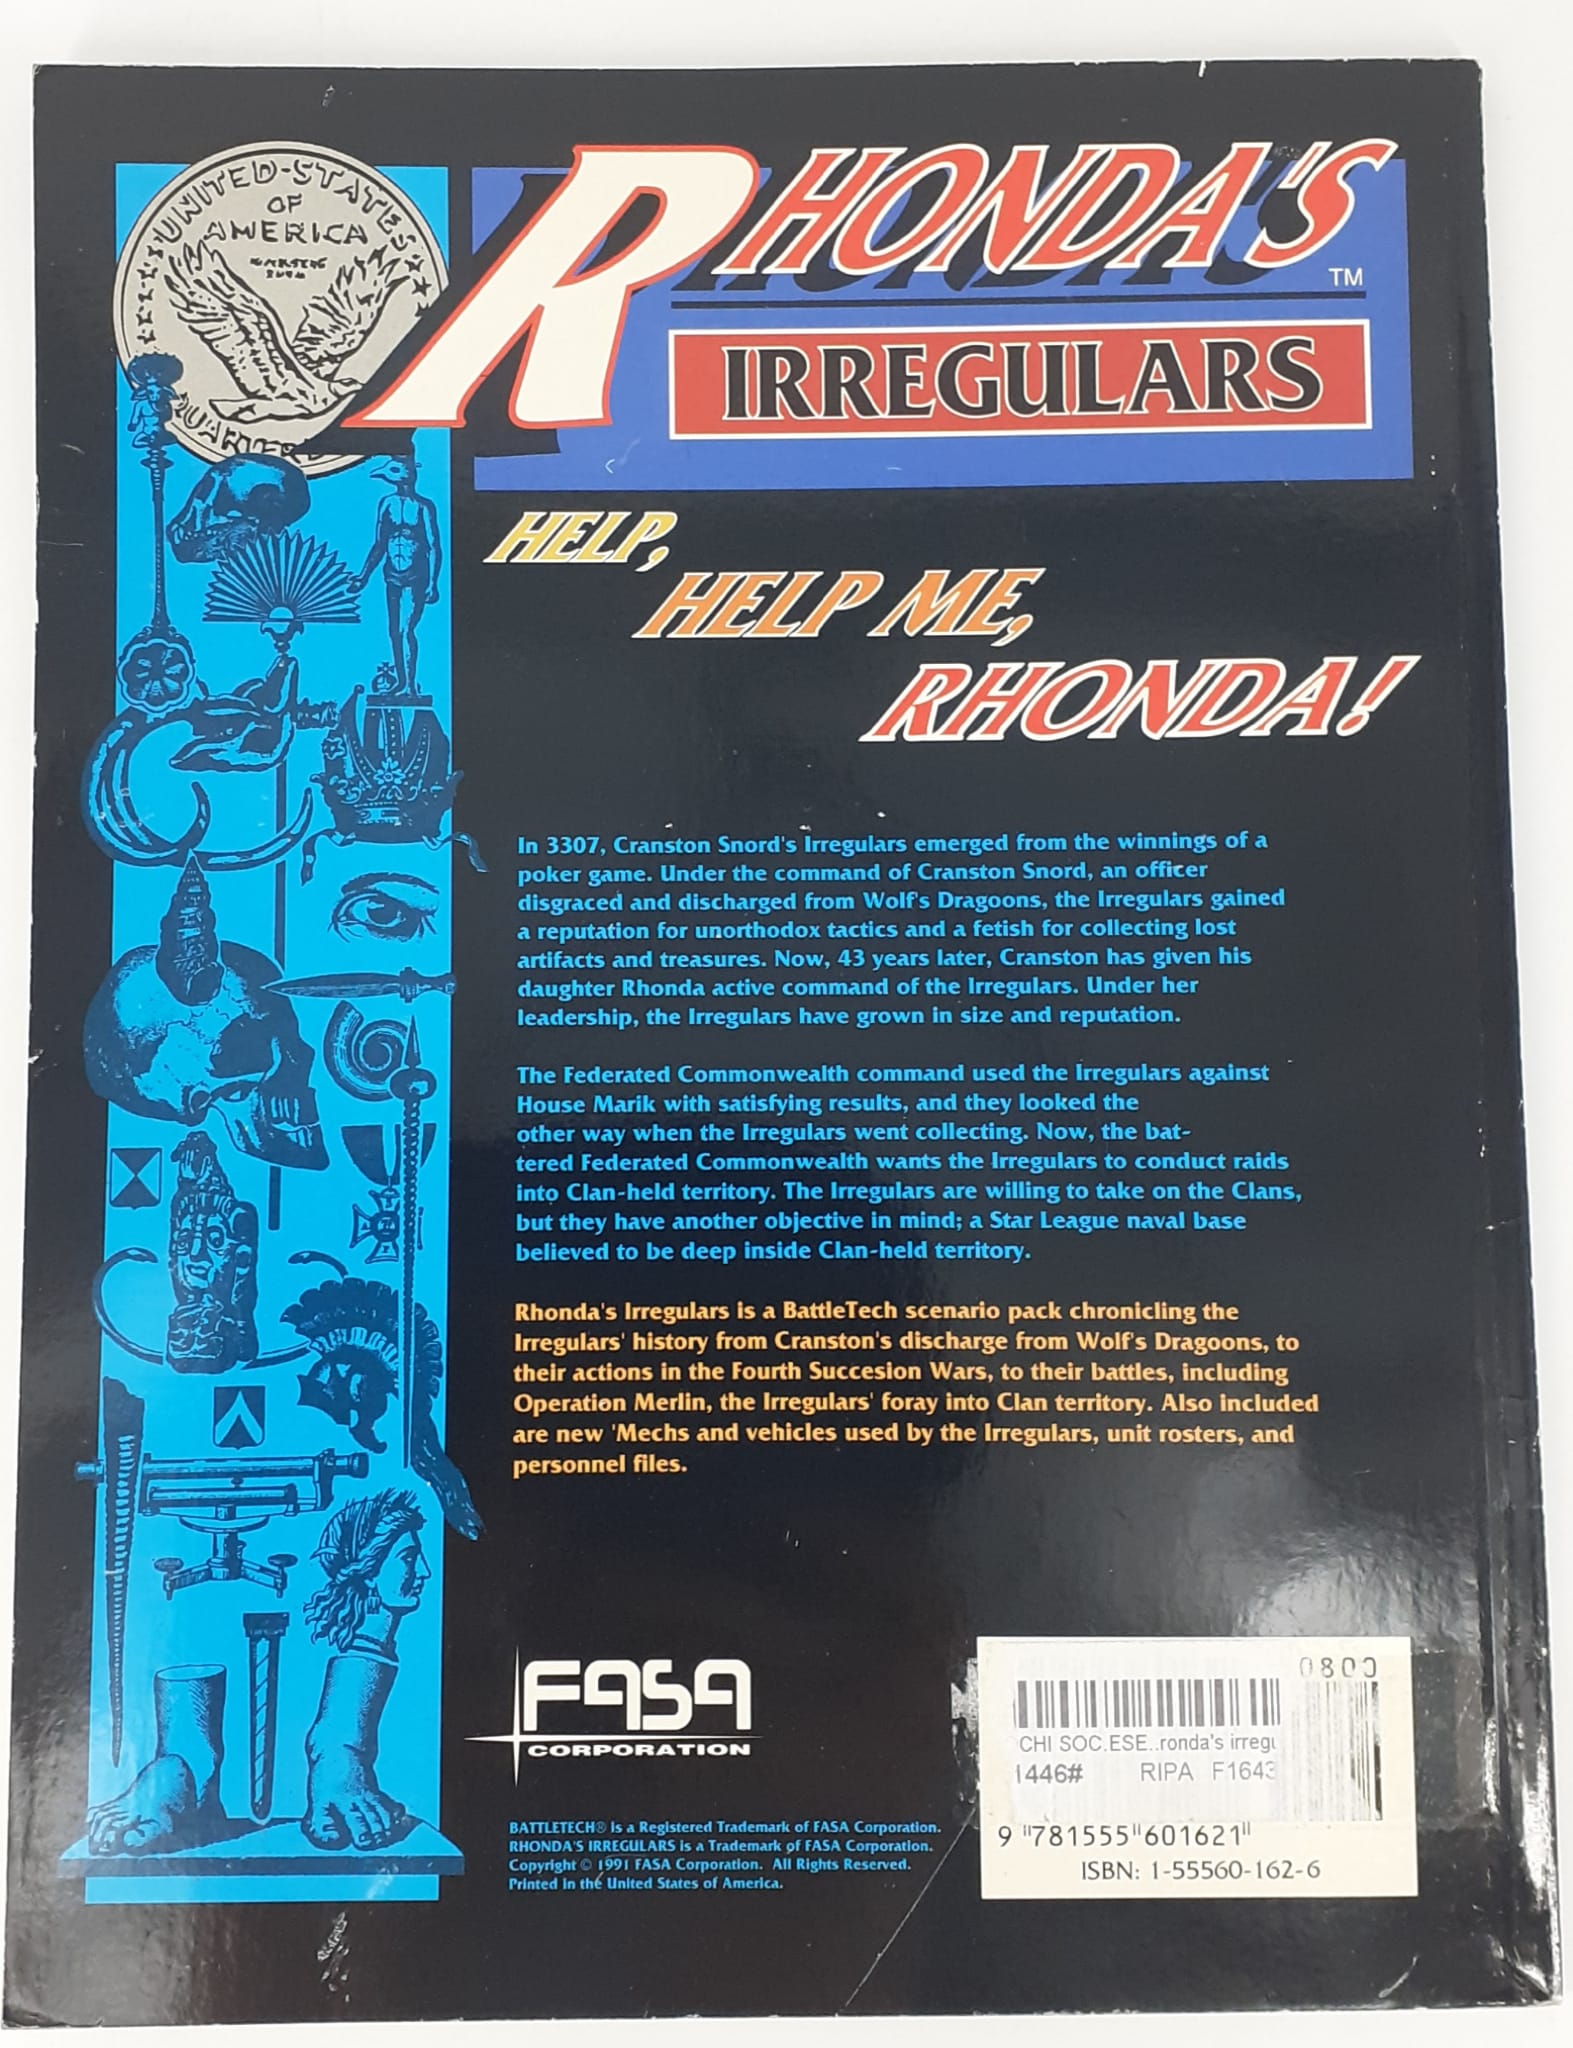 UNITED-STATES
OF
AMERICA
RHONDA'S
TM
IRREGULARS
HELP,
HELP ME,
RHONDA!
In 3307, Cranston Snord's Irregulars emerged from the winnings of a
poker game. Under the command of Cranston Snord, an officer
disgraced and discharged from Wolf's Dragoons, the Irregulars gained
a reputation for unorthodox tactics and a fetish for collecting lost
artifacts and treasures. Now, 43 years later, Cranston has given his
daughter Rhonda active command of the Irregulars. Under her
leadership, the Irregulars have grown in size and reputation.
The Federated Commonwealth command used the Irregulars against
House Marik with satisfying results, and they looked the
other way when the Irregulars went collecting. Now, the bat-
tered Federated Commonwealth wants the Irregulars to conduct raids
into Clan-held territory. The Irregulars are willing to take on the Clans,
but they have another objective in mind; a Star League naval base
believed to be deep inside Clan-held territory.
Rhonda's Irregulars is a BattleTech scenario pack chronicling the
Irregulars' history from Cranston's discharge from Wolf's Dragoons, to
their actions in the Fourth Succesion Wars, to their battles, including
Operation Merlin, the Irregulars' foray into Clan territory. Also included
are new 'Mechs and vehicles used by the Irregulars, unit rosters, and
personnel files.
FASA
CORPORATION
BATTLETECH® is a Registered Trademark of FASA Corporation.
RHONDA'S IRREGULARS is a Trademark of FASA Corporation.
Copyright © 1991 FASA Corporation. All Rights Reserved.
Printed in the United States of America.
0800
CHI SOC.ESE..ronda's irregu
1446# RIPA F1643
9 "781555"601621"
ISBN: 1-55560-162-6